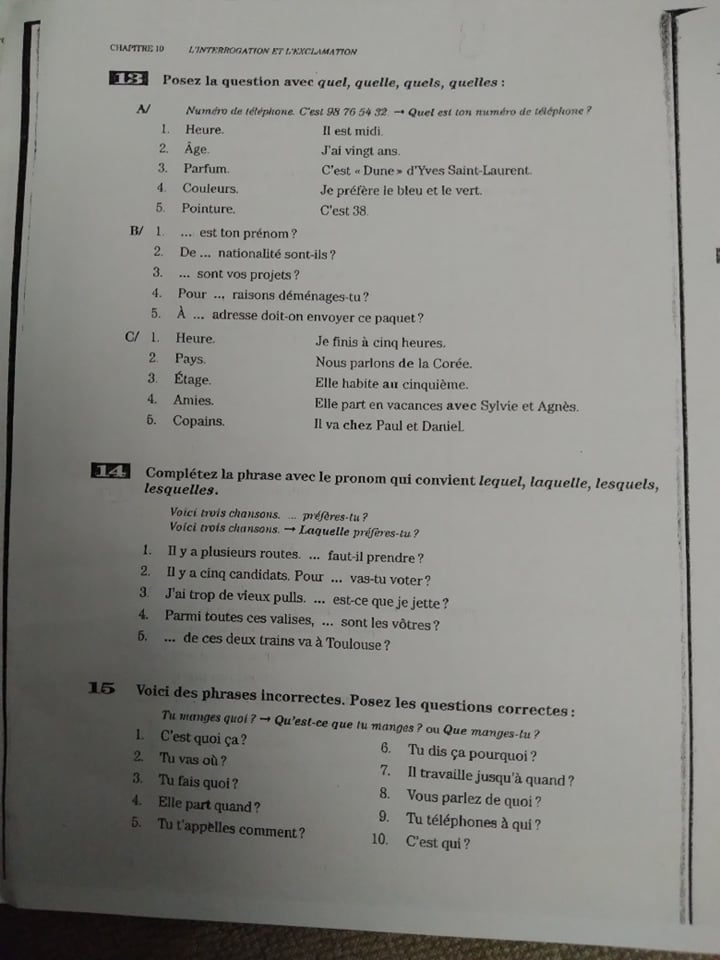 CHAPITRE 10 L'INTERROGATION ET L'EXCLAMATION
13 Posez la question avec quel, quelle, quels, quelles :
A/ Numéro de téléphone. C'est 98 76 54 32. → Quel est ton numéro de téléphone ?
1. Heure. Il est midi.
2. Âge. J'ai vingt ans.
3. Parfum. C'est « Dune » d'Yves Saint-Laurent.
4. Couleurs. Je préfère le bleu et le vert.
5. Pointure. C'est 38.
B/ 1. ... est ton prénom ?
2. De ... nationalité sont-ils ?
3. ... sont vos projets ?
4. Pour ... raisons déménages-tu ?
5. À ... adresse doit-on envoyer ce paquet ?
C/ 1. Heure. Je finis à cinq heures.
2. Pays. Nous parlons de la Corée.
3. Étage. Elle habite au cinquième.
4. Amies. Elle part en vacances avec Sylvie et Agnès.
5. Copains. Il va chez Paul et Daniel.
14 Complétez la phrase avec le pronom qui convient lequel, laquelle, lesquels,
lesquelles.
Voici trois chansons. ... préfères-tu ?
Voici trois chansons. → Laquelle préfères-tu ?
1. Il y a plusieurs routes. ... faut-il prendre ?
2. Il y a cinq candidats. Pour ... vas-tu voter ?
3. J'ai trop de vieux pulls. ... est-ce que je jette ?
4. Parmi toutes ces valises, ... sont les vôtres ?
5. ... de ces deux trains va à Toulouse ?
15 Voici des phrases incorrectes. Posez les questions correctes :
Tu manges quoi ? → Qu'est-ce que tu manges ? ou Que manges-tu ?
1. C'est quoi ça ?
2. Tu vas où ?
3. Tu fais quoi ?
4. Elle part quand ?
5. Tu t'appèlles comment ?
6. Tu dis ça pourquoi ?
7. Il travaille jusqu'à quand ?
8. Vous parlez de quoi ?
9. Tu téléphones à qui ?
10. C'est qui ?